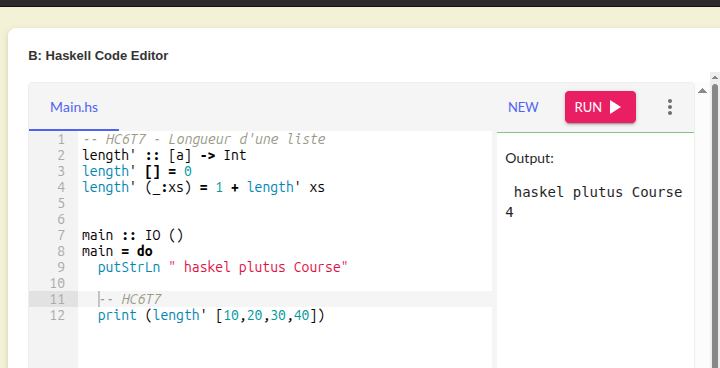 B: Haskell Code Editor
Main.hs
NEW
RUN
1 -- HC6T7 - Longueur d'une liste
2 length' :: [a] -> Int
3 length' [] = 0
4 length' (_:xs) = 1 + length' xs
5
6
7 main :: IO ()
8 main = do
9 putStrLn " haskel plutus Course"
10
11 -- HC6T7
12 print (length' [10,20,30,40])
Output:
haskel plutus Course
4